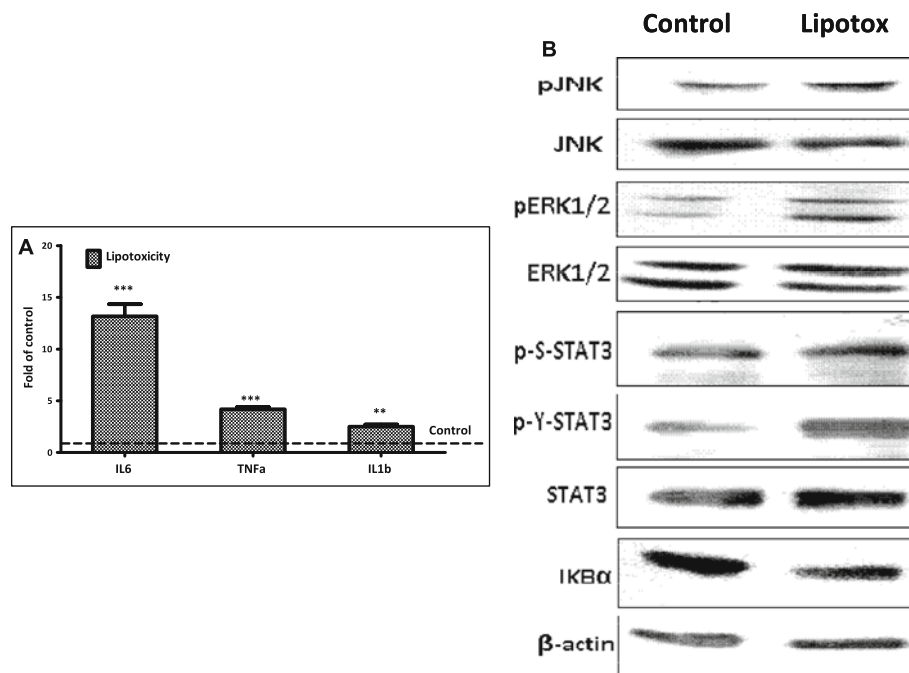 A
Lipotoxicity
Fold of control
20
15
10
5
0
***
***
**
Control
IL6
TNFa
IL1b
B
Control Lipotox
pJNK
JNK
pERK1/2
ERK1/2
p-S-STAT3
p-Y-STAT3
STAT3
IKBα
β-actin